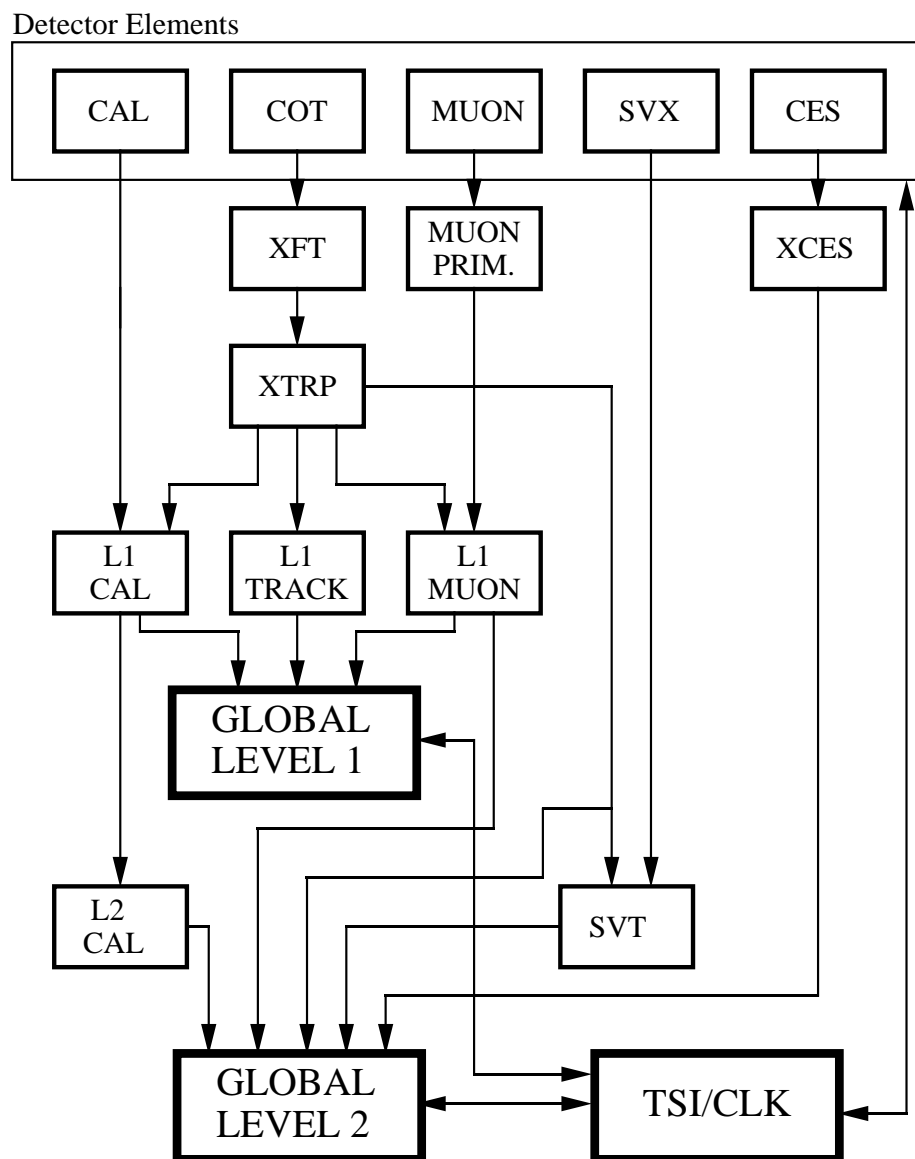 Detector Elements
CAL
COT
MUON
SVX
CES
XFT
MUON
PRIM.
XCES
XTRP
L1
CAL
L1
TRACK
L1
MUON
GLOBAL
LEVEL 1
L2
CAL
SVT
GLOBAL
LEVEL 2
TSI/CLK